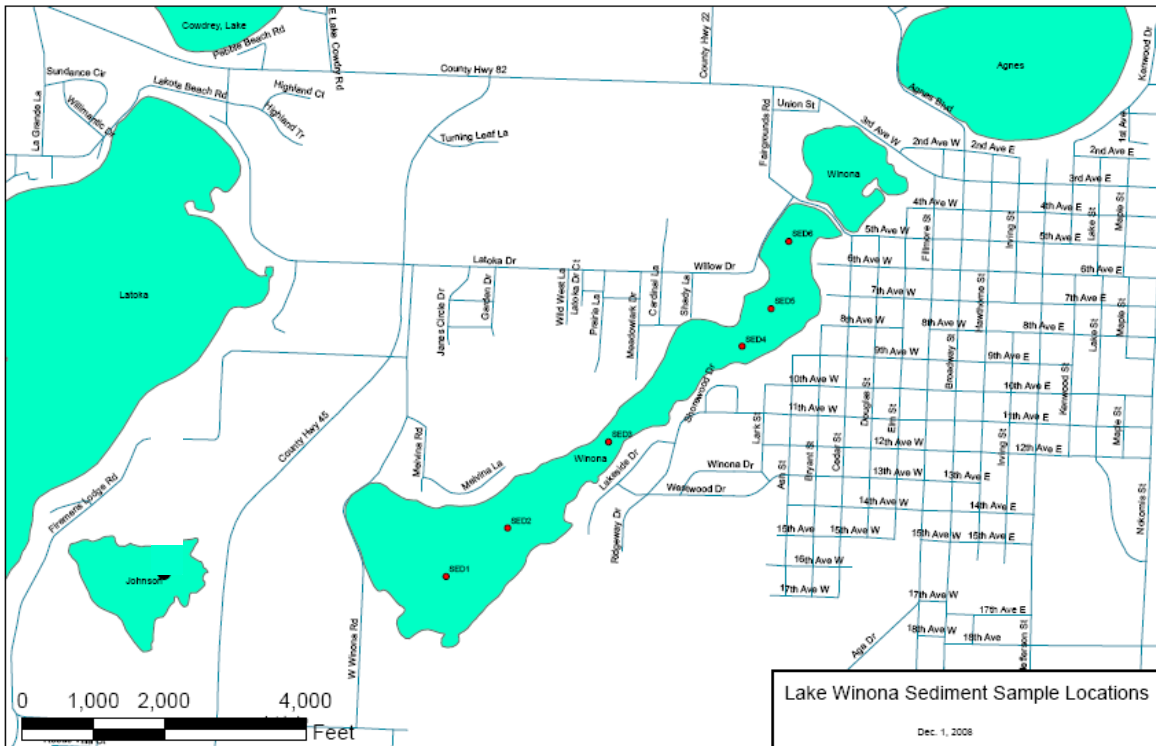 Cowdrey, Lake
Pebble Beach Rd
E Lake Cowdry Rd
County Hwy 22
Kenwood Dr
Sundance Cir
Lakota Beach Rd
Highland Ct
County Hwy 82
Agnes
La Grande La
Willimantic Dr
Highland Tr
Turning Leaf La
Fairgrounds Rd
Union St
Agnes Blvd
3rd Ave W
2nd Ave W
2nd Ave E
1st Ave
2nd Ave E
Winona
3rd Ave E
4th Ave W
4th Ave E
Lake St
Maple St
SED6
5th Ave W
Fillmore St
Irving St
5th Ave E
Latoka Dr
Willow Dr
6th Ave W
6th Ave E
Latoka
James Circle Dr
Garden Dr
Wild West La
Latoka Dr Ct
Prairie La
Meadowlark Dr
Cardinal La
Shady La
SED5
7th Ave W
Hawthorne St
7th Ave E
8th Ave W
8th Ave W
8th Ave E
Lake St
Maple St
SED4
9th Ave W
Broadway St
9th Ave E
Shorewood Dr
10th Ave W
Douglas St
10th Ave E
Kenwood St
County Hwy 45
Melvina Rd
SED3
Lark St
11th Ave W
Elm St
11th Ave E
Maple St
Winona
Lakeside Dr
12th Ave W
Irving St
12th Ave E
Melvina La
Winona Dr
Ash St
Bryant St
Cedar St
13th Ave W
13th Ave E
Westwood Dr
Firemens Lodge Rd
SED2
Ridgeway Dr
14th Ave W
14th Ave E
Nokomis St
15th Ave
15th Ave W
15th Ave W
15th Ave E
Johnson
SED1
16th Ave W
17th Ave W
17th Ave W
17th Ave E
W Winona Rd
Aga Dr
18th Ave W
18th Ave
Jefferson St
0 1,000 2,000 4,000
Feet
Lake Winona Sediment Sample Locations
Dec. 1, 2008